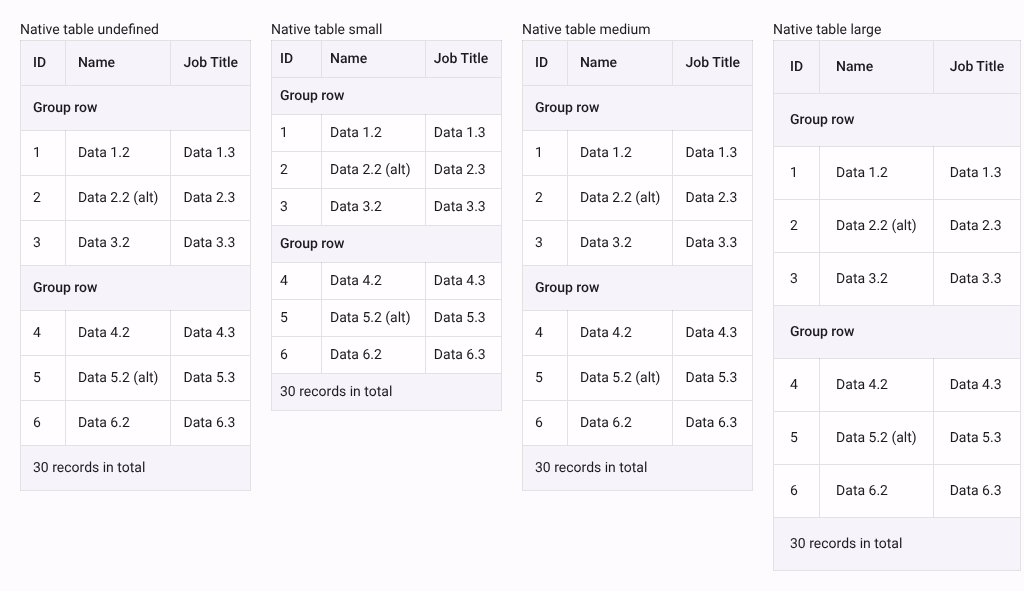 Native table undefined
ID Name Job Title
Group row
1 Data 1.2 Data 1.3
2 Data 2.2 (alt) Data 2.3
3 Data 3.2 Data 3.3
Group row
4 Data 4.2 Data 4.3
5 Data 5.2 (alt) Data 5.3
6 Data 6.2 Data 6.3
30 records in total
Native table small
ID Name Job Title
Group row
1 Data 1.2 Data 1.3
2 Data 2.2 (alt) Data 2.3
3 Data 3.2 Data 3.3
Group row
4 Data 4.2 Data 4.3
5 Data 5.2 (alt) Data 5.3
6 Data 6.2 Data 6.3
30 records in total
Native table medium
ID Name Job Title
Group row
1 Data 1.2 Data 1.3
2 Data 2.2 (alt) Data 2.3
3 Data 3.2 Data 3.3
Group row
4 Data 4.2 Data 4.3
5 Data 5.2 (alt) Data 5.3
6 Data 6.2 Data 6.3
30 records in total
Native table large
ID Name Job Title
Group row
1 Data 1.2 Data 1.3
2 Data 2.2 (alt) Data 2.3
3 Data 3.2 Data 3.3
Group row
4 Data 4.2 Data 4.3
5 Data 5.2 (alt) Data 5.3
6 Data 6.2 Data 6.3
30 records in total